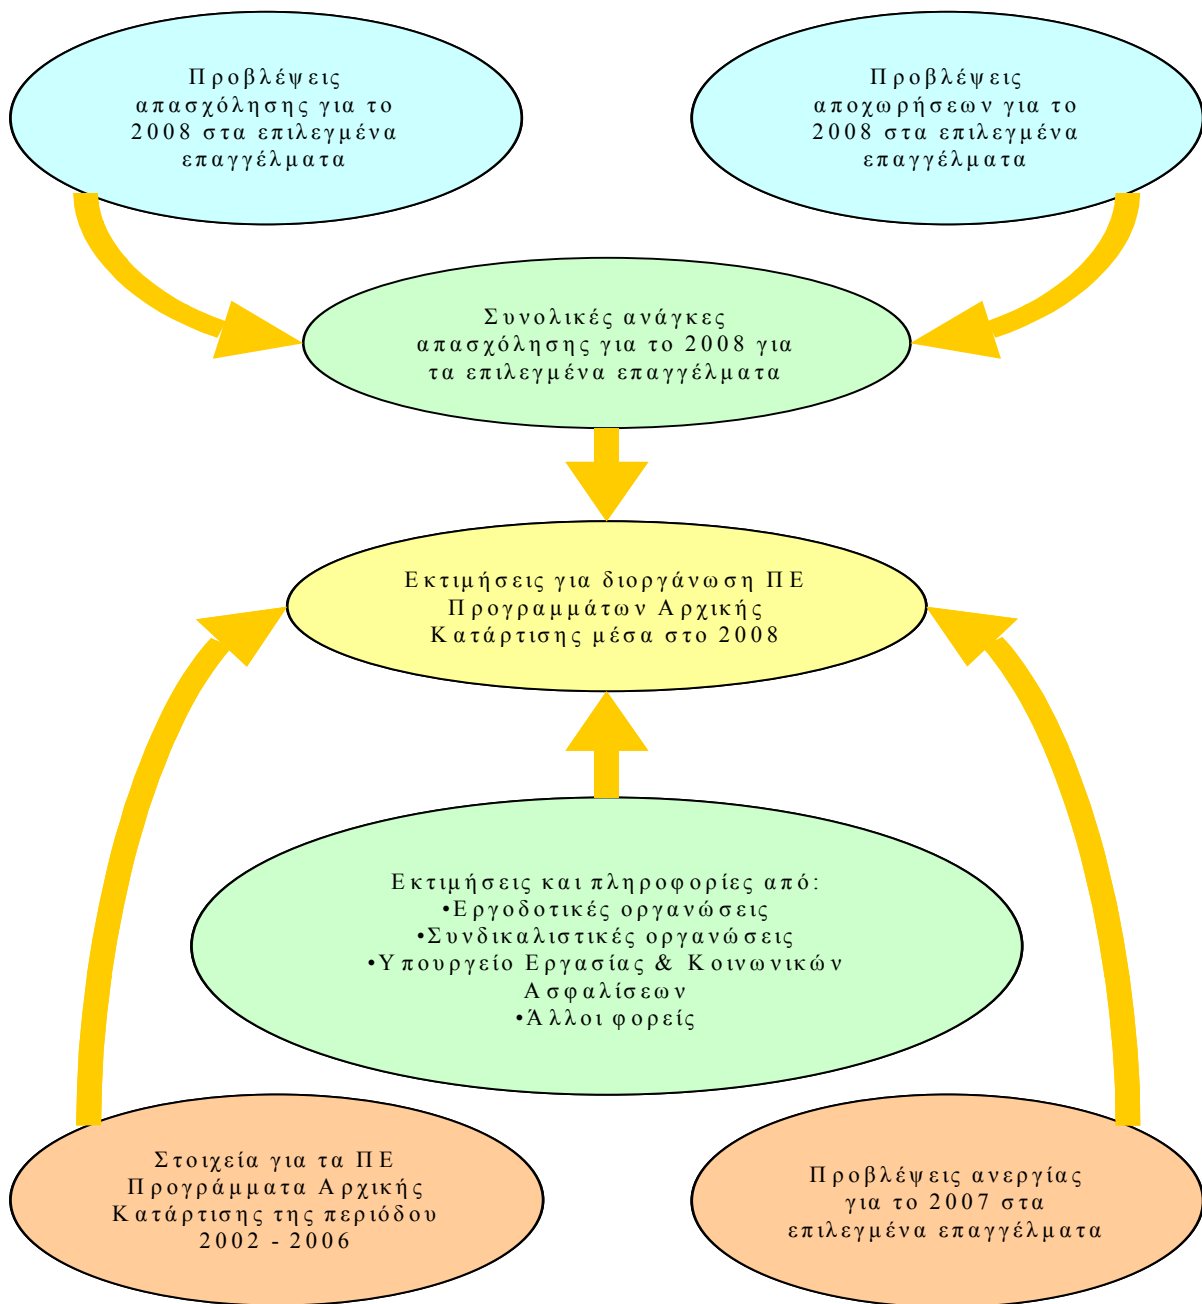 Προβλέψεις
απασχόλησης για το
2008 στα επιλεγμένα
επαγγέλματα
Προβλέψεις
αποχωρήσεων για το
2008 στα επιλεγμένα
επαγγέλματα
Συνολικές ανάγκες
απασχόλησης για το 2008 για
τα επιλεγμένα επαγγέλματα
Εκτιμήσεις για διοργάνωση ΠΕ
Προγραμμάτων Αρχικής
Κατάρτισης μέσα στο 2008
Εκτιμήσεις και πληροφορίες από:
•Εργοδοτικές οργανώσεις
•Συνδικαλιστικές οργανώσεις
•Υπουργείο Εργασίας & Κοινωνικών
Ασφαλίσεων
•Άλλοι φορείς
Στοιχεία για τα ΠΕ
Προγράμματα Αρχικής
Κατάρτισης της περιόδου
2002 - 2006
Προβλέψεις ανεργίας
για το 2007 στα
επιλεγμένα επαγγέλματα